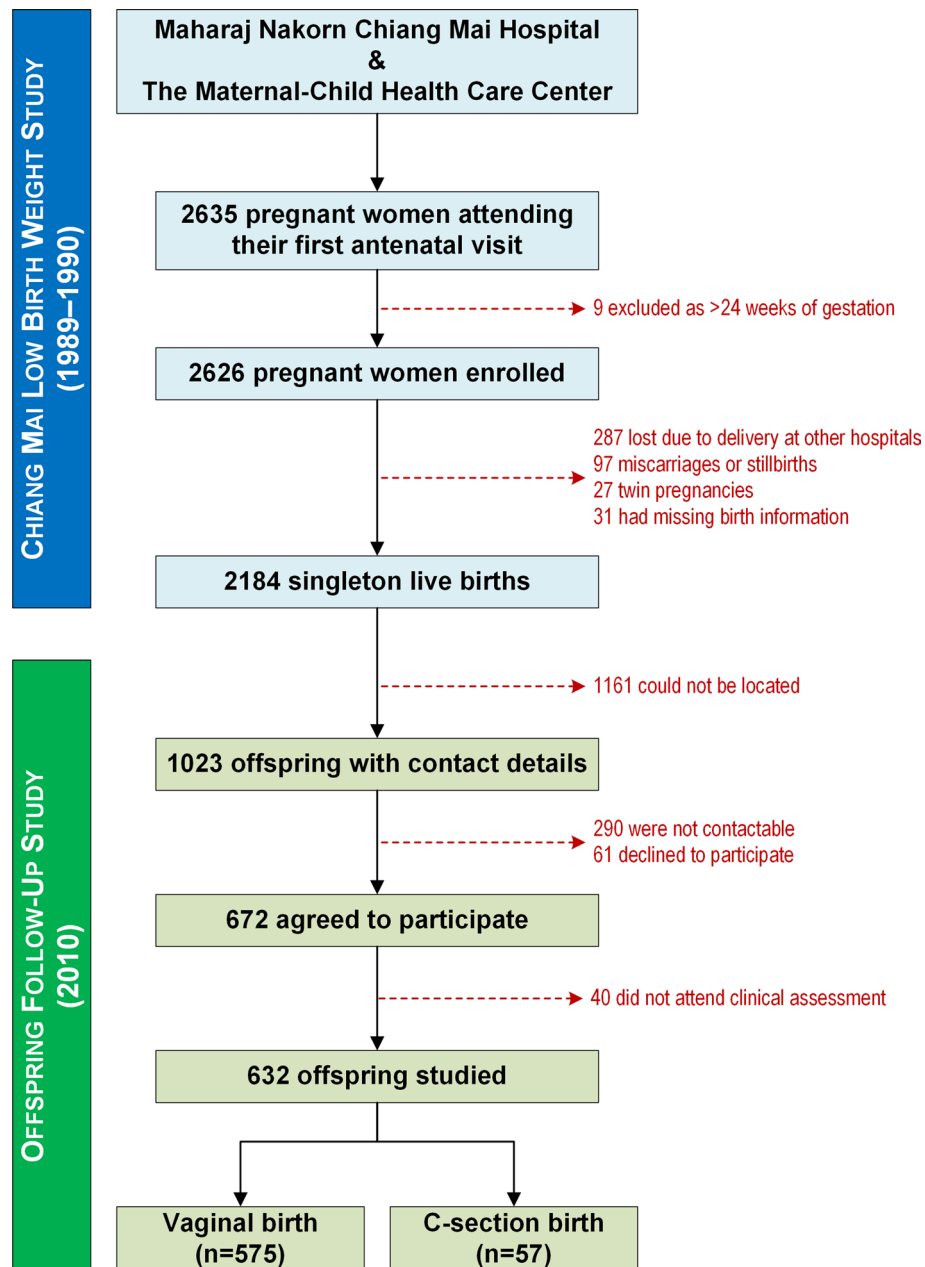 CHIANG MAI LOW BIRTH WEIGHT STUDY
(1989–1990)
Maharaj Nakorn Chiang Mai Hospital
&
The Maternal-Child Health Care Center
2635 pregnant women attending
their first antenatal visit
9 excluded as >24 weeks of gestation
2626 pregnant women enrolled
287 lost due to delivery at other hospitals
97 miscarriages or stillbirths
27 twin pregnancies
31 had missing birth information
2184 singleton live births
OFFSPRING FOLLOW-UP STUDY
(2010)
1161 could not be located
1023 offspring with contact details
290 were not contactable
61 declined to participate
672 agreed to participate
40 did not attend clinical assessment
632 offspring studied
Vaginal birth
(n=575)
C-section birth
(n=57)